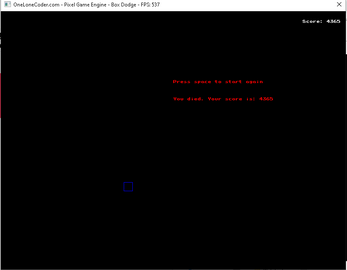 OneLoneCoder.com - Pixel Game Engine - Box Dodge - FPS: 537
Score: 4365
Press space to start again
You died. Your score is: 4365